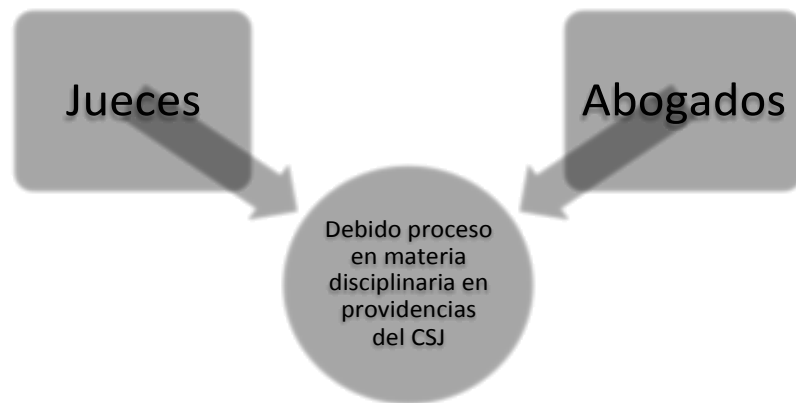 Jueces
Abogados
Debido proceso
en materia
disciplinaria en
providencias
del CSJ